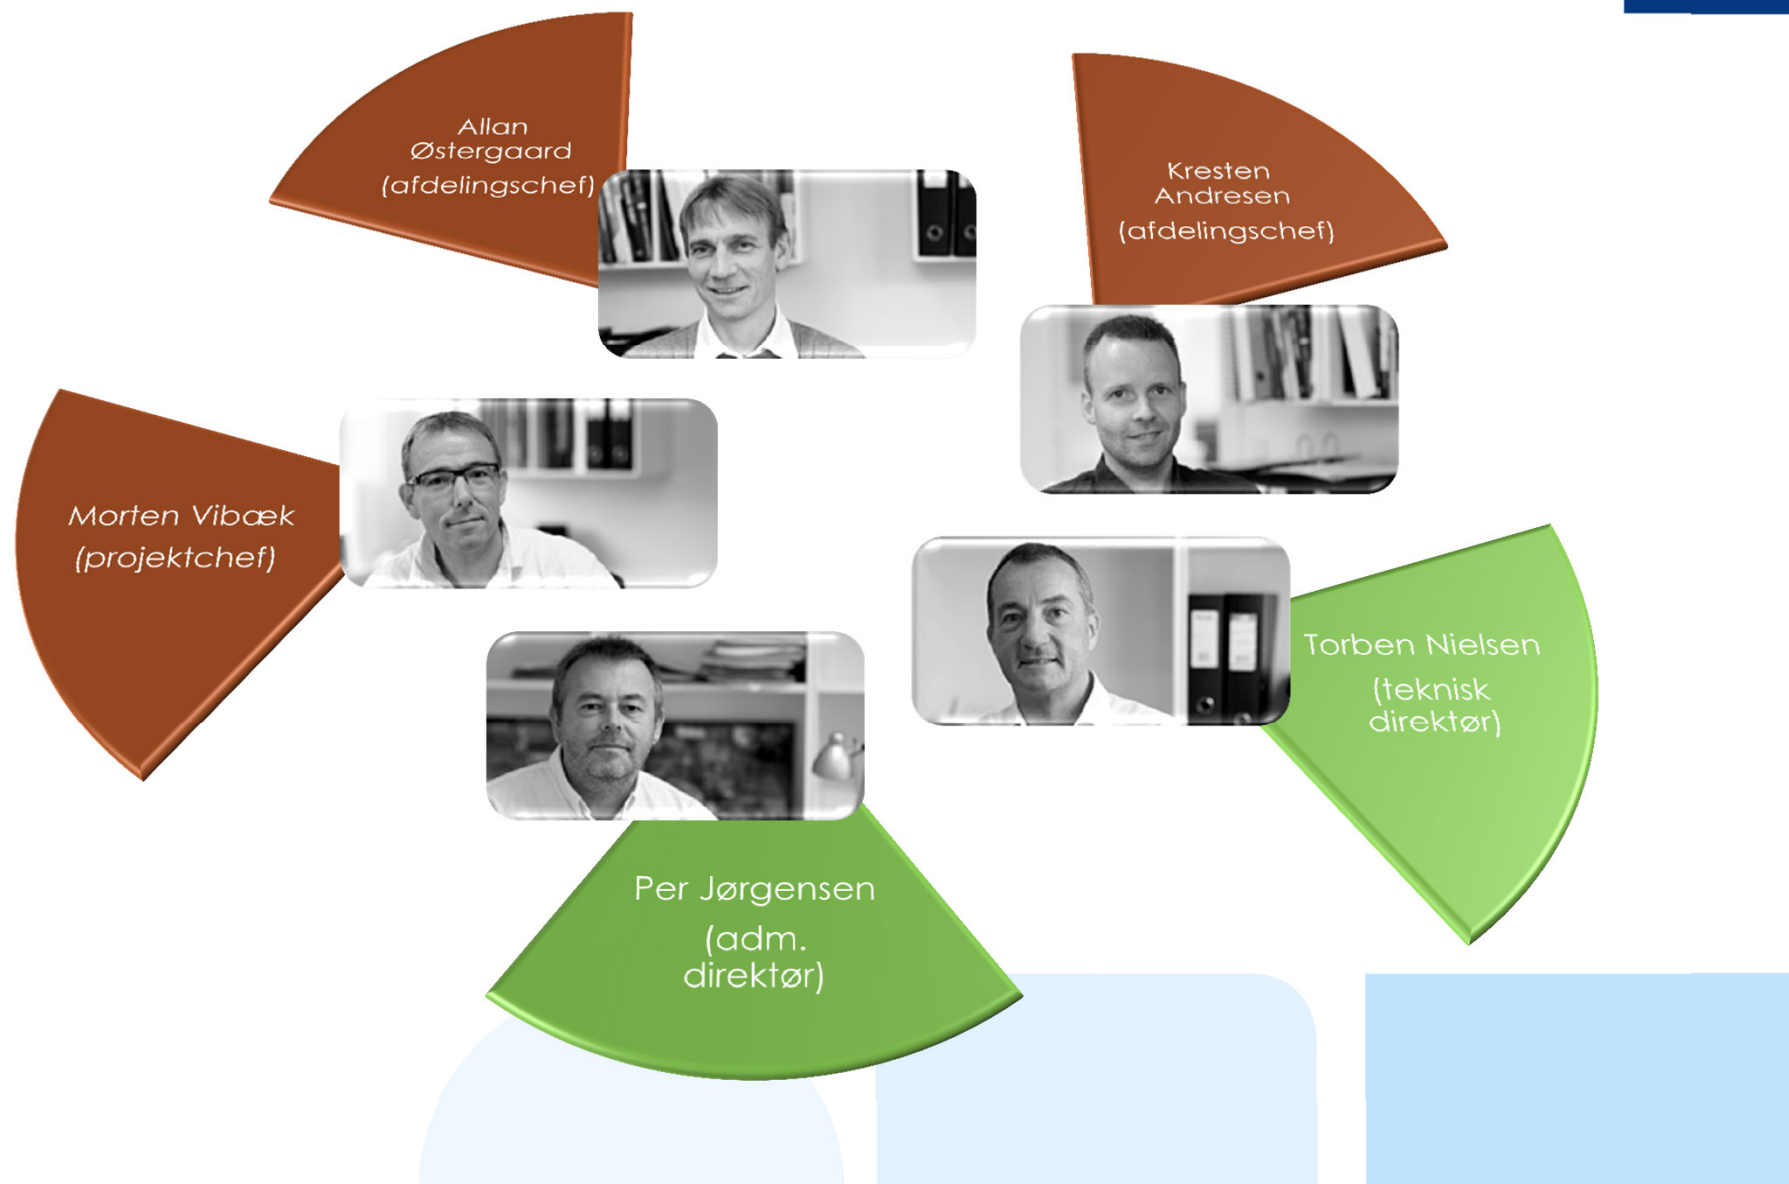 Allan
Østergaard
(afdelingschef)
Kresten
Andresen
(afdelingschef)
Morten Vibæk
(projektchef)
Torben Nielsen
(teknisk
direktør)
Per Jørgensen
(adm.
direktør)